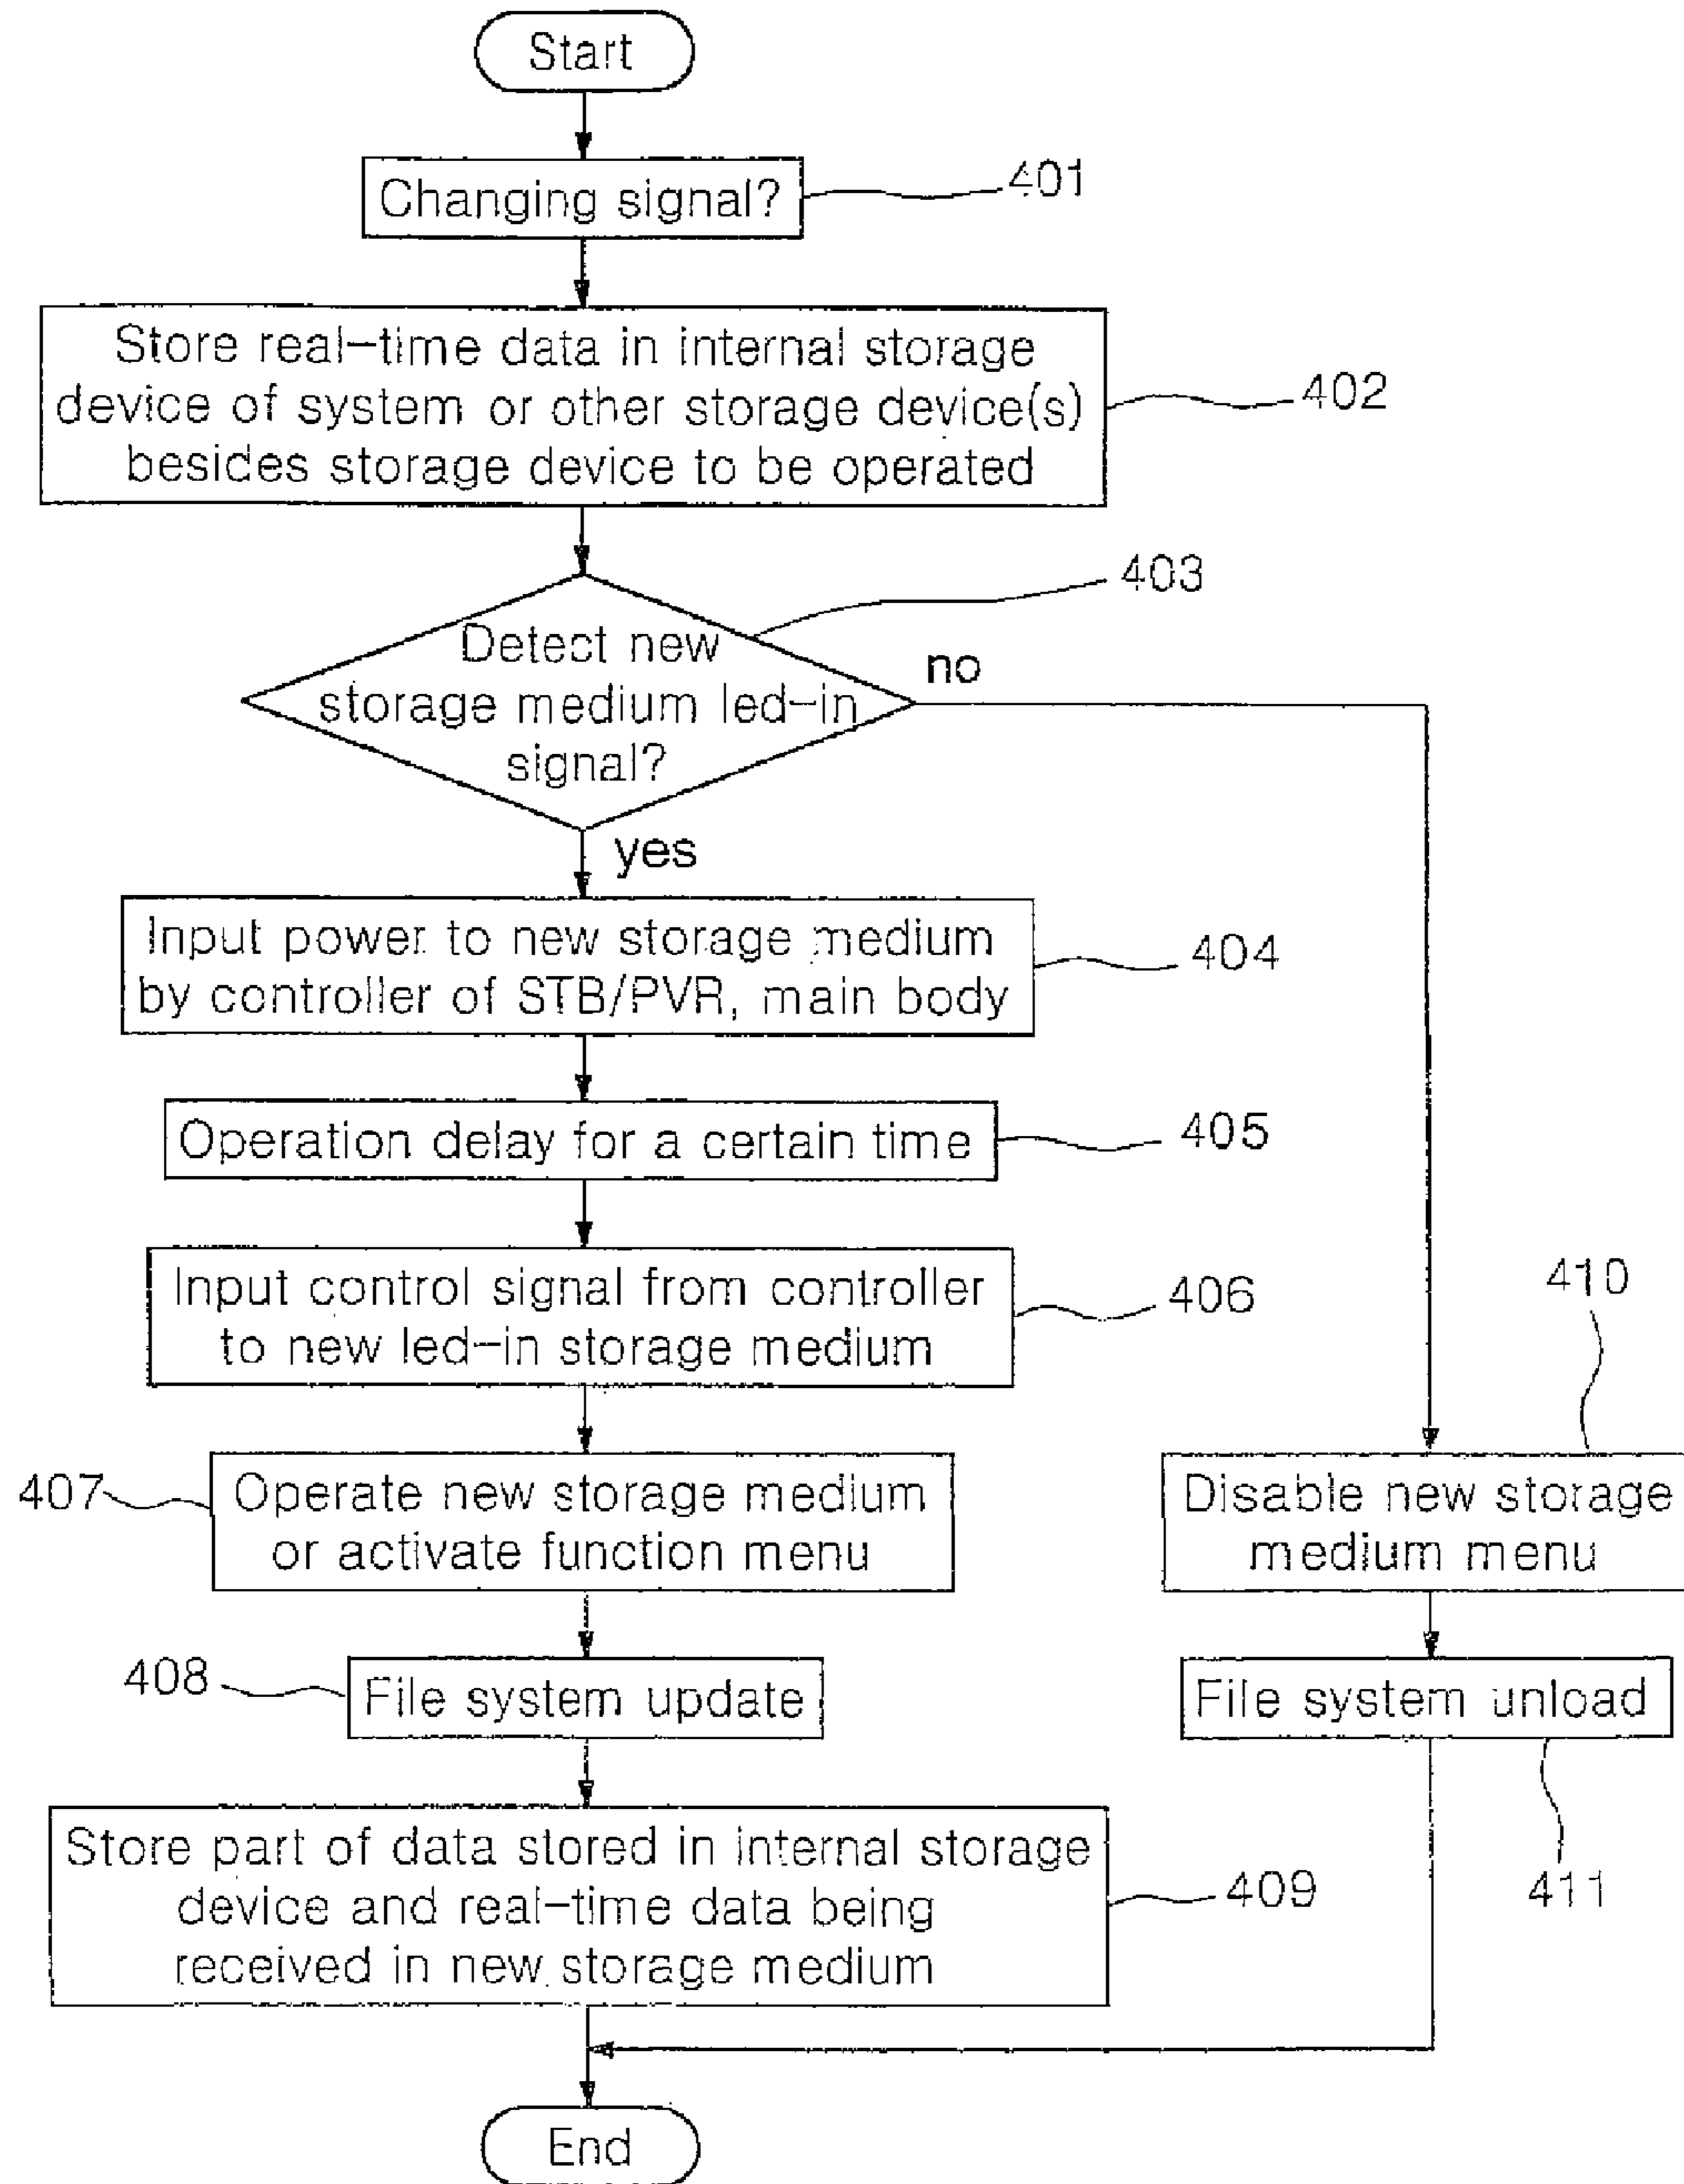 Start
Changing signal?
401
Store real-time data in internal storage
device of system or other storage device(s)
besides storage device to be operated
402
403
Detect new
storage medium led-in
signal?
no
yes
Input power to new storage medium
by controller of STB/PVR, main body
404
Operation delay for a certain time
405
Input control signal from controller
to new led-in storage medium
406
410
407
Operate new storage medium
or activate function menu
Disable new storage
medium menu
408
File system update
File system unload
411
Store part of data stored in internal storage
device and real-time data being
received in new storage medium
409
End